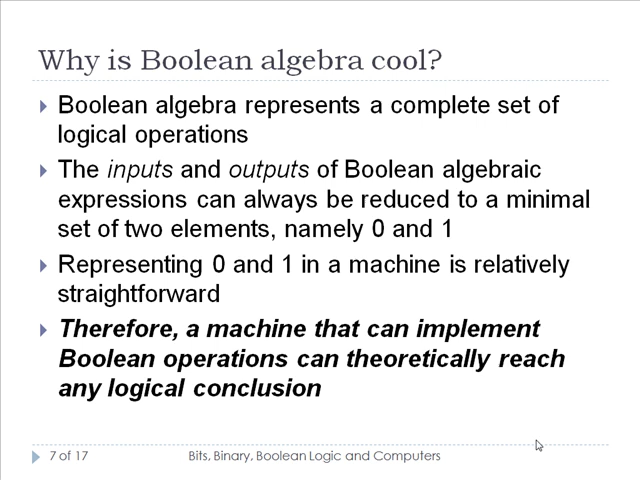 Why is Boolean algebra cool?
Boolean algebra represents a complete set of
logical operations
The inputs and outputs of Boolean algebraic
expressions can always be reduced to a minimal
set of two elements, namely 0 and 1
Representing 0 and 1 in a machine is relatively
straightforward
Therefore, a machine that can implement
Boolean operations can theoretically reach
any logical conclusion
7 of 17 Bits, Binary, Boolean Logic and Computers